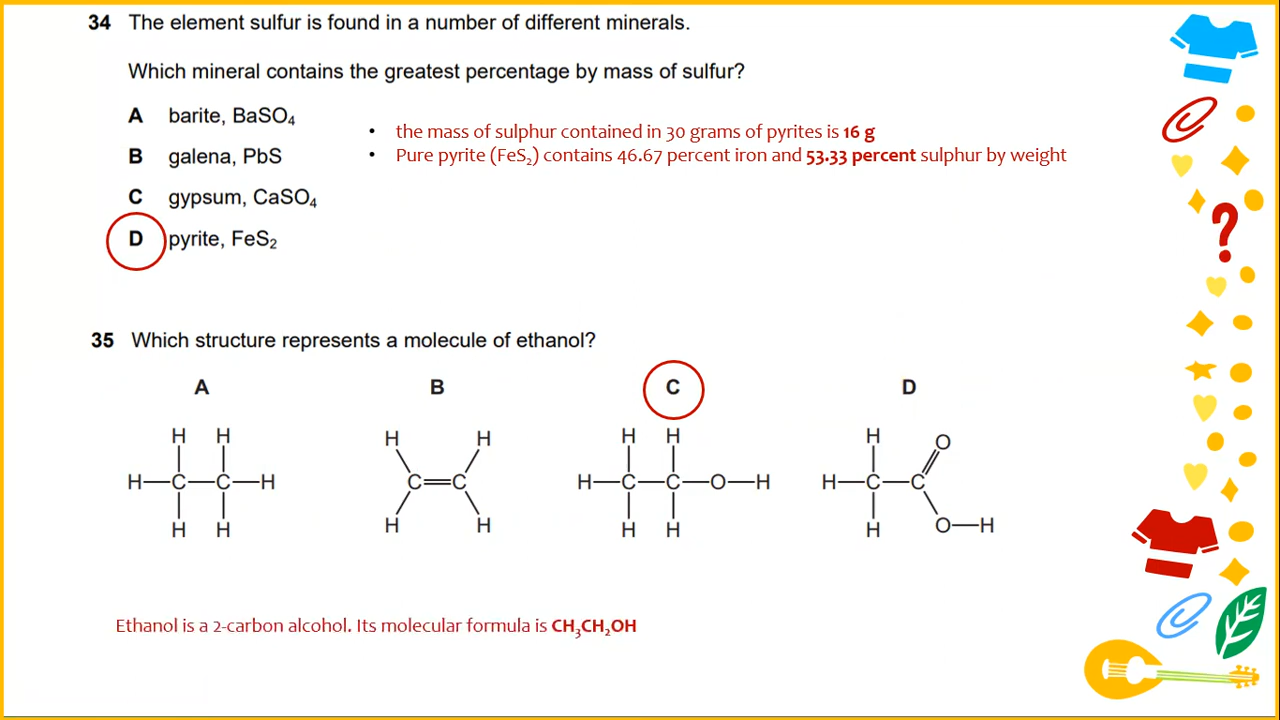 34 The element sulfur is found in a number of different minerals.
Which mineral contains the greatest percentage by mass of sulfur?
A barite, BaSO₄
B galena, PbS
C gypsum, CaSO₄
D pyrite, FeS₂
• the mass of sulphur contained in 30 grams of pyrites is 16 g
• Pure pyrite (FeS₂) contains 46.67 percent iron and 53.33 percent sulphur by weight
35 Which structure represents a molecule of ethanol?
A B C D
H H H H H H H O
H—C—C—H C=C H—C—C—O—H H—C—C
H H H H H H H O—H
Ethanol is a 2-carbon alcohol. Its molecular formula is CH₃CH₂OH
?